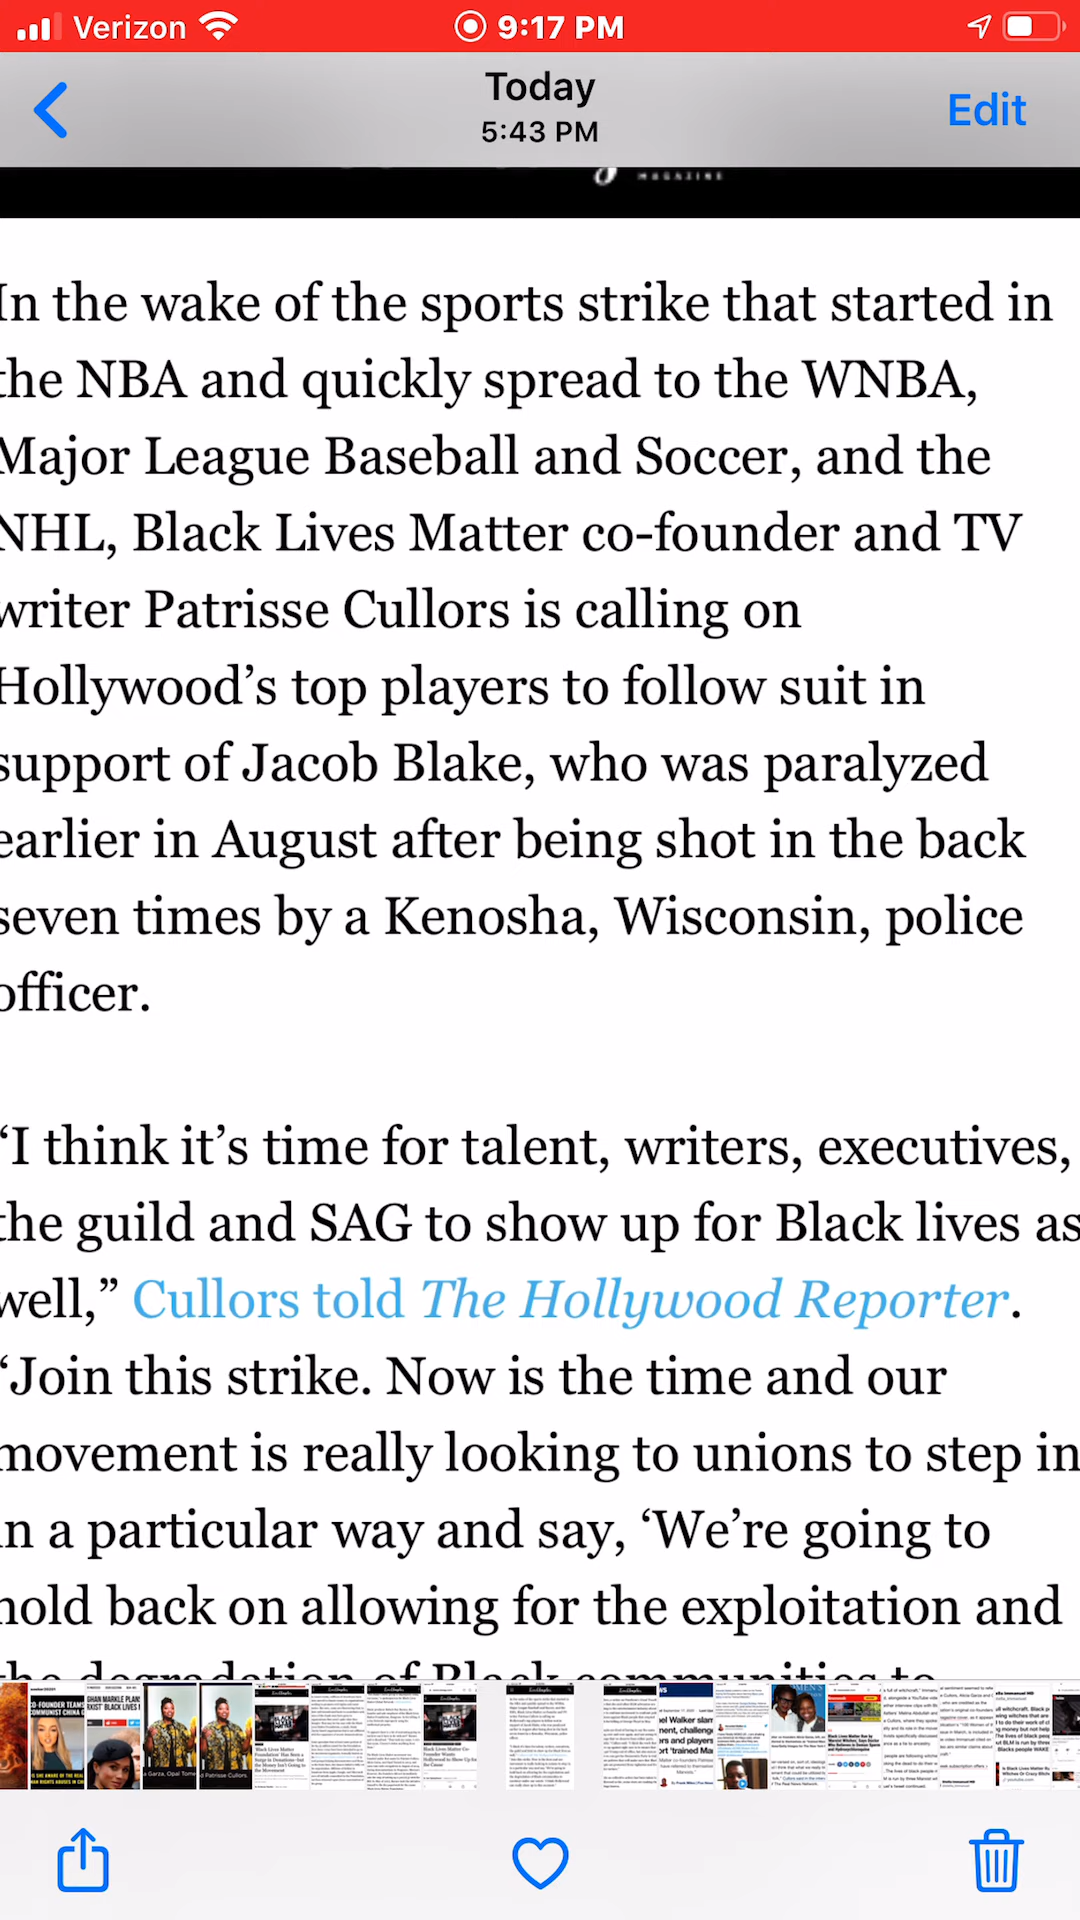 Verizon 9:17 PM
Today
5:43 PM
Edit
MAGAZINE
In the wake of the sports strike that started in
the NBA and quickly spread to the WNBA,
Major League Baseball and Soccer, and the
NHL, Black Lives Matter co-founder and TV
writer Patrisse Cullors is calling on
Hollywood’s top players to follow suit in
support of Jacob Blake, who was paralyzed
earlier in August after being shot in the back
seven times by a Kenosha, Wisconsin, police
officer.
“I think it’s time for talent, writers, executives,
the guild and SAG to show up for Black lives as
well,” Cullors told The Hollywood Reporter.
“Join this strike. Now is the time and our
movement is really looking to unions to step in
in a particular way and say, ‘We’re going to
hold back on allowing for the exploitation and
the degradation of Black communities to